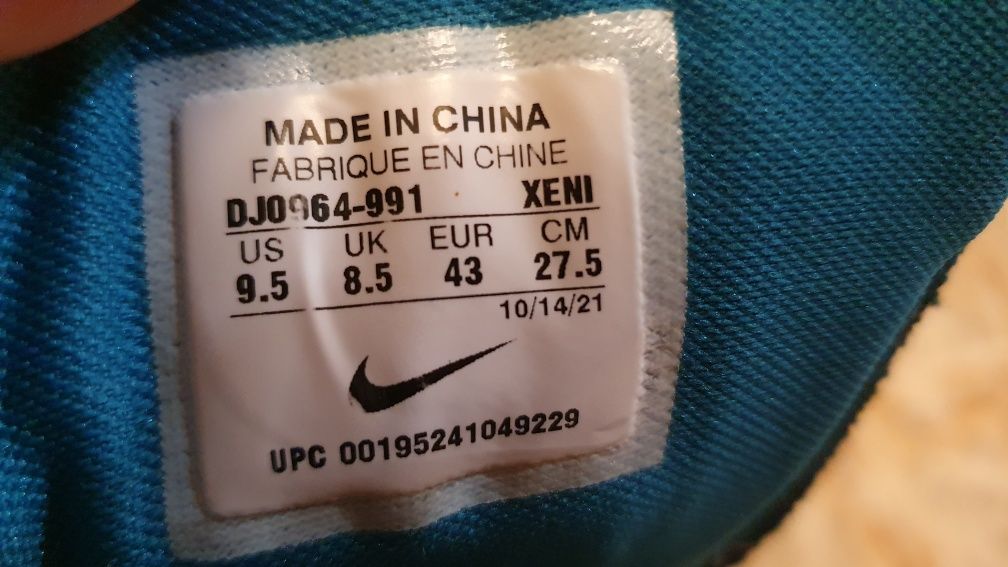 MADE IN CHINA
FABRIQUE EN CHINE
DJ0964-991 XENI
US UK EUR CM
9.5 8.5 43 27.5
10/14/21
UPC 00195241049229